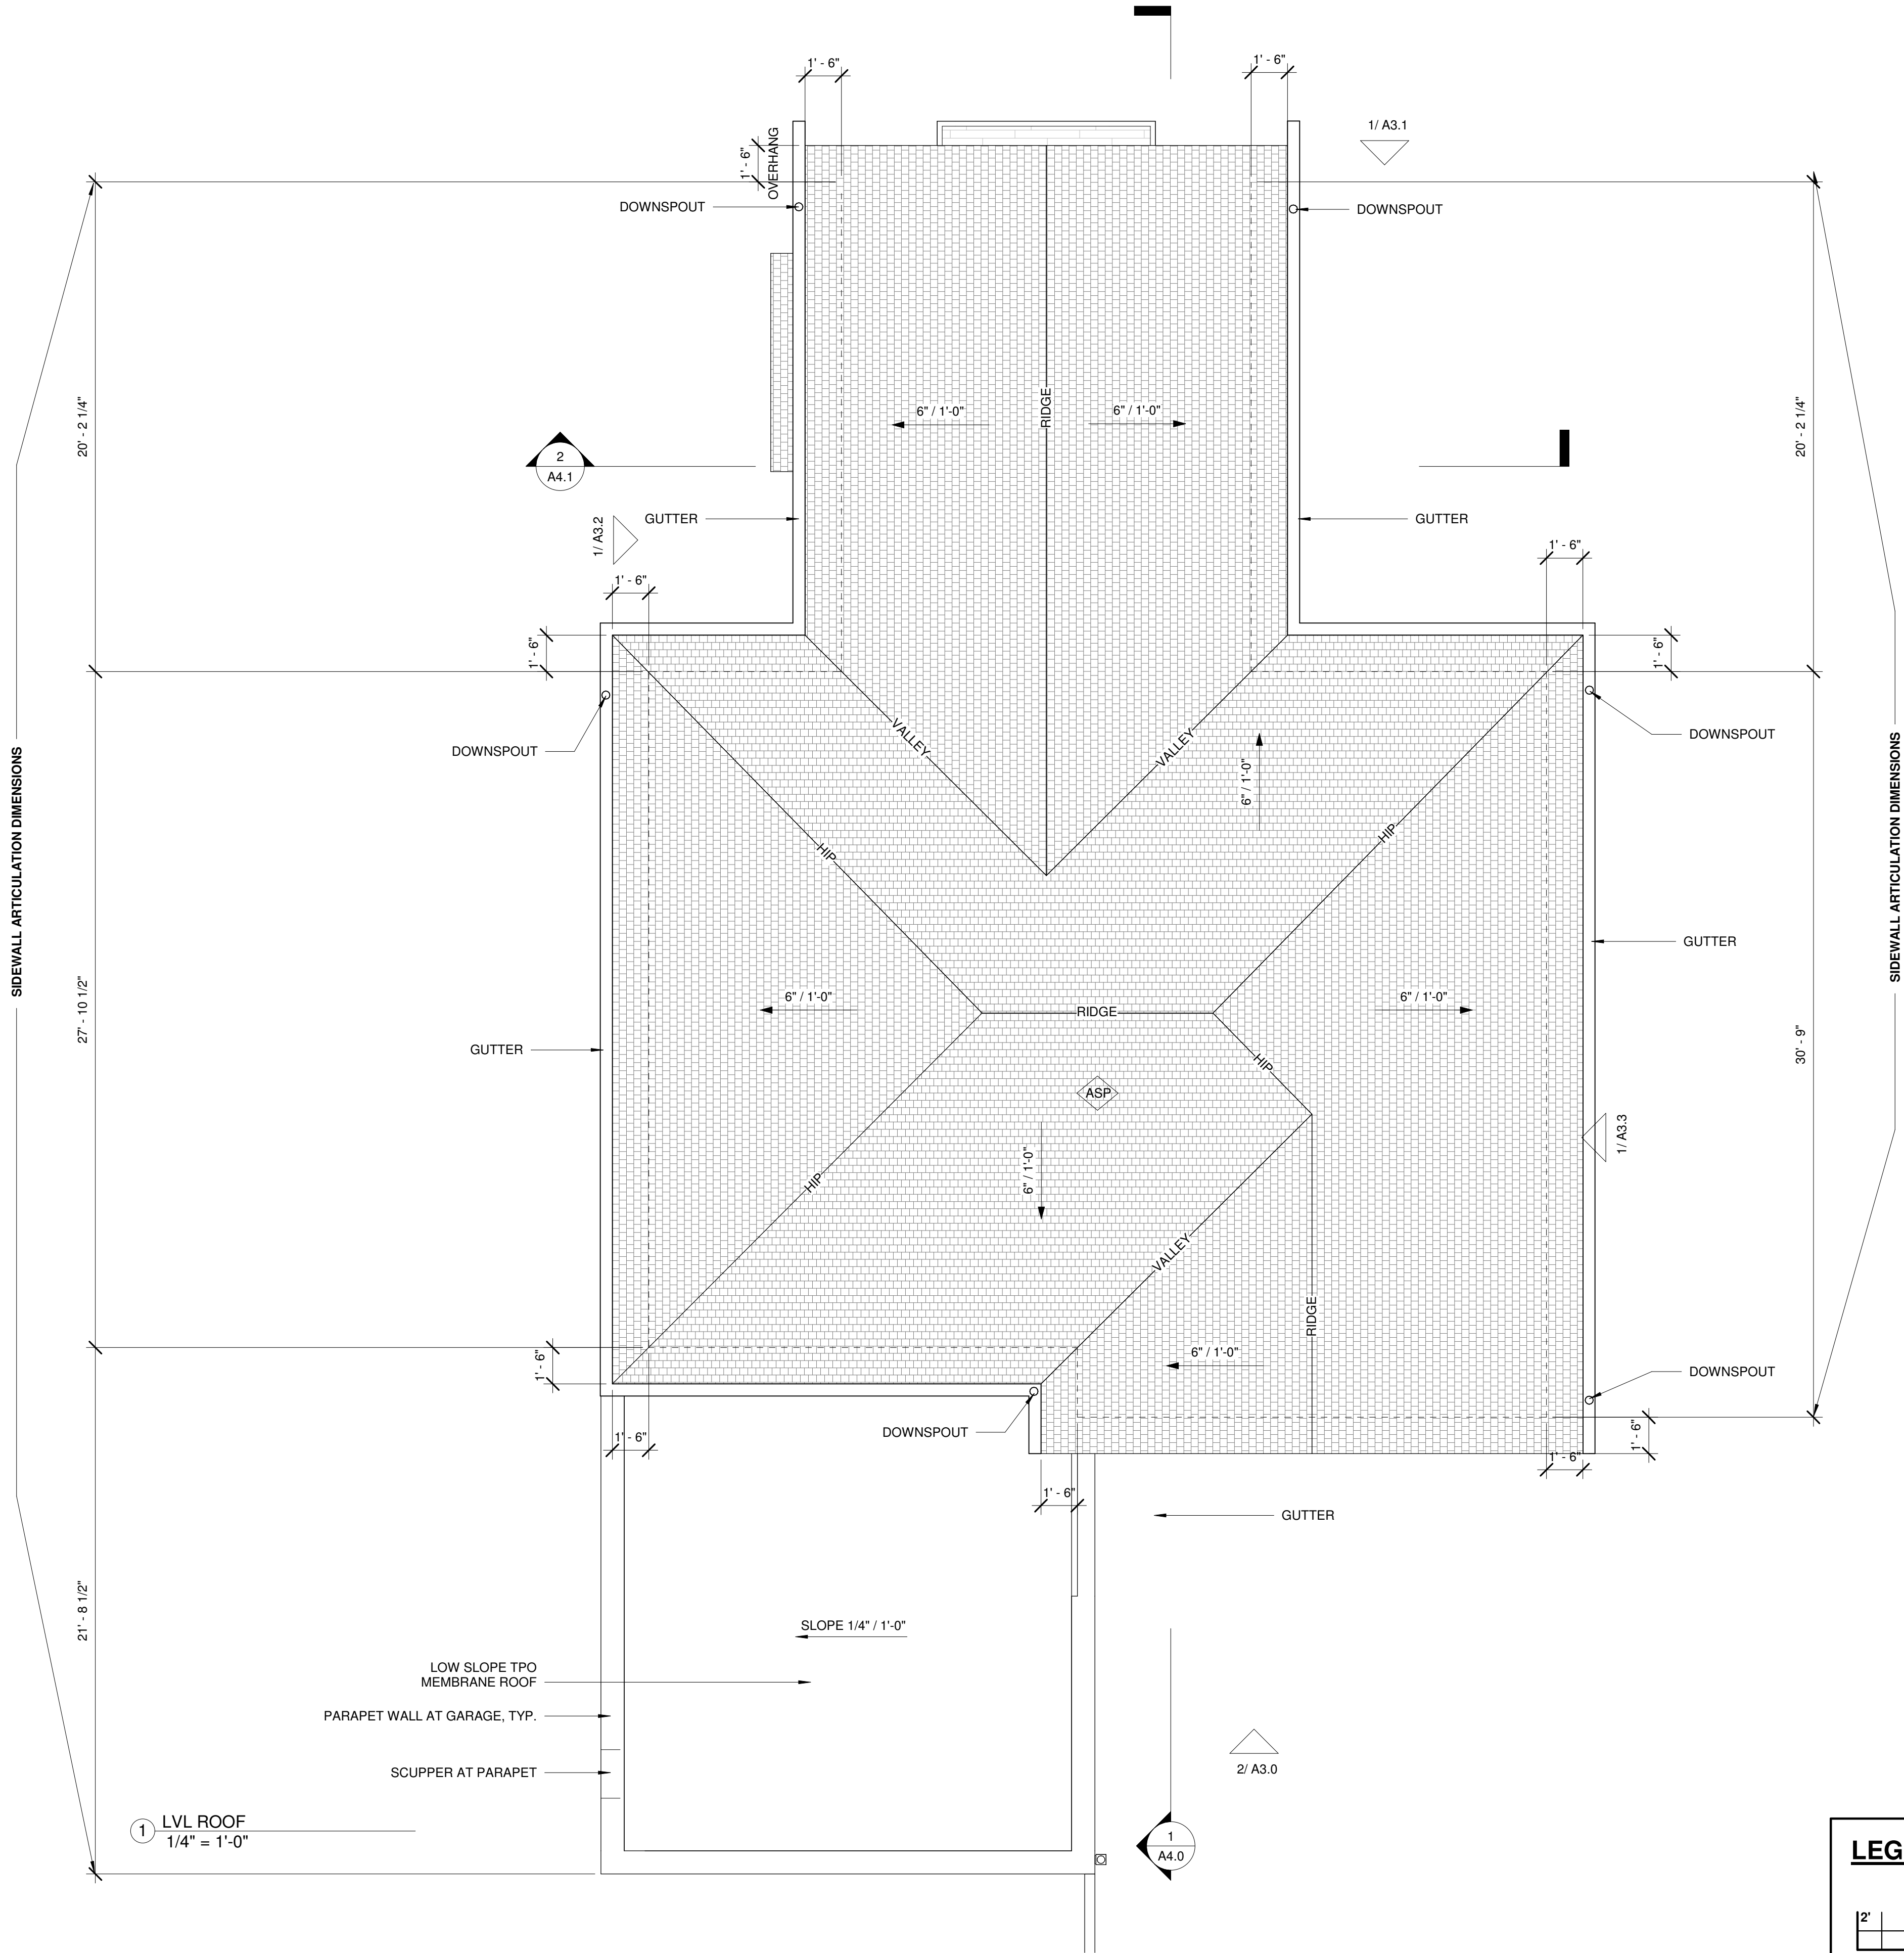 1' - 6"
1' - 6"
1/ A3.1
OVERHANG
1' - 6"
DOWNSPOUT
DOWNSPOUT
20' - 2 1/4"
6" / 1'-0"
RIDGE
6" / 1'-0"
20' - 2 1/4"
2
A4.1
1/ A3.2
GUTTER
GUTTER
1' - 6"
1' - 6"
1' - 6"
1' - 6"
SIDEWALL ARTICULATION DIMENSIONS
SIDEWALL ARTICULATION DIMENSIONS
DOWNSPOUT
VALLEY
VALLEY
DOWNSPOUT
6" / 1'-0"
HIP
HIP
GUTTER
27' - 10 1/2"
6" / 1'-0"
RIDGE
6" / 1'-0"
30' - 9"
GUTTER
HIP
ASP
1/ A3.3
HIP
6" / 1'-0"
VALLEY
RIDGE
1' - 6"
6" / 1'-0"
DOWNSPOUT
1' - 6"
DOWNSPOUT
1' - 6"
1' - 6"
1' - 6"
GUTTER
21' - 8 1/2"
SLOPE 1/4" / 1'-0"
LOW SLOPE TPO
MEMBRANE ROOF
PARAPET WALL AT GARAGE, TYP.
SCUPPER AT PARAPET
2/ A3.0
1
LVL ROOF
1/4" = 1'-0"
1
A4.0
LEG
2'